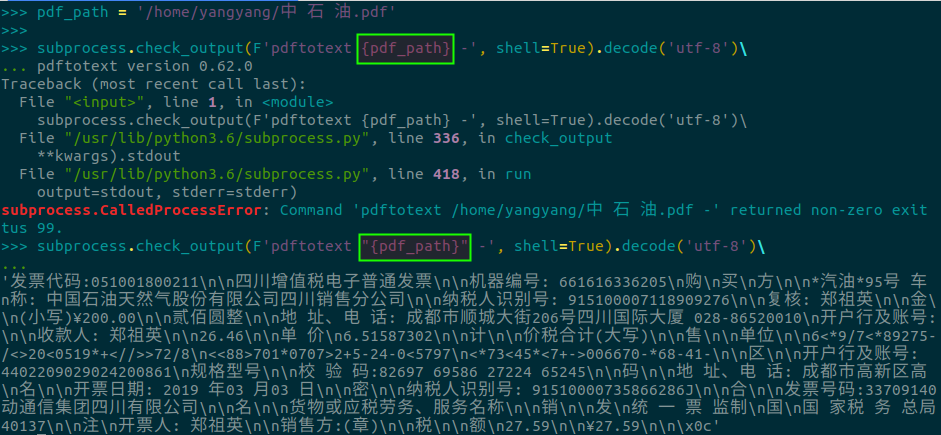 >>> pdf_path = '/home/yangyang/中 石 油.pdf'
>>>
>>> subprocess.check_output(F'pdftotext {pdf_path} -', shell=True).decode('utf-8')\
... pdftotext version 0.62.0
Traceback (most recent call last):
  File "<input>", line 1, in <module>
    subprocess.check_output(F'pdftotext {pdf_path} -', shell=True).decode('utf-8')\
  File "/usr/lib/python3.6/subprocess.py", line 336, in check_output
    **kwargs).stdout
  File "/usr/lib/python3.6/subprocess.py", line 418, in run
    output=stdout, stderr=stderr)
subprocess.CalledProcessError: Command 'pdftotext /home/yangyang/中 石 油.pdf -' returned non-zero exit
tus 99.
>>> subprocess.check_output(F'pdftotext "{pdf_path}" -', shell=True).decode('utf-8')\
...
'发票代码:051001800211\n\n四川增值税电子普通发票\n\n机器编号: 661616336205\n购\n买\n方\n\n*汽油*95号 车
n称: 中国石油天然气股份有限公司四川销售分公司\n\n纳税人识别号: 91510000711890​9276\n\n复核: 郑祖英\n\n金\
\n(小写)¥200.00\n\n贰佰圆整\n\n地 址、电 话: 成都市顺城大街206号四川国际大厦 028-86520010\n开户行及账号:
\n\n收款人: 郑祖英\n\n26.46\n\n单 价\n6.51587302\n\n计\n\n价税合计(大写)\n\n售\n\n单位\n\n6<*9/7<*89275-
/<>20<0519*+<//>>72/8\n<<88>701*0707>2+5-24-0<5797\n<*73<45*<7+->006670-*68-41-\n\n区\n\n开户行及账号:
4402209029024200861\n规格型号\n\n校 验 码:82697 69586 27224 65245\n\n码\n\n地 址、电 话: 成都市高新区高
\n名\n\n开票日期: 2019 年03 月03 日\n\n密\n\n纳税人识别号: 91510000735866286J\n\n合\n\n发票号码:33709140
动通信集团四川有限公司\n\n名\n\n货物或应税劳务、服务名称\n\n销\n\n发\n统 一 票 监制\n国\n国 家税 务 总局
40137\n\n注\n开票人: 郑祖英\n\n销售方:(章)\n\n税\n\n额\n27.59\n\n¥27.59\n\n\x0c'